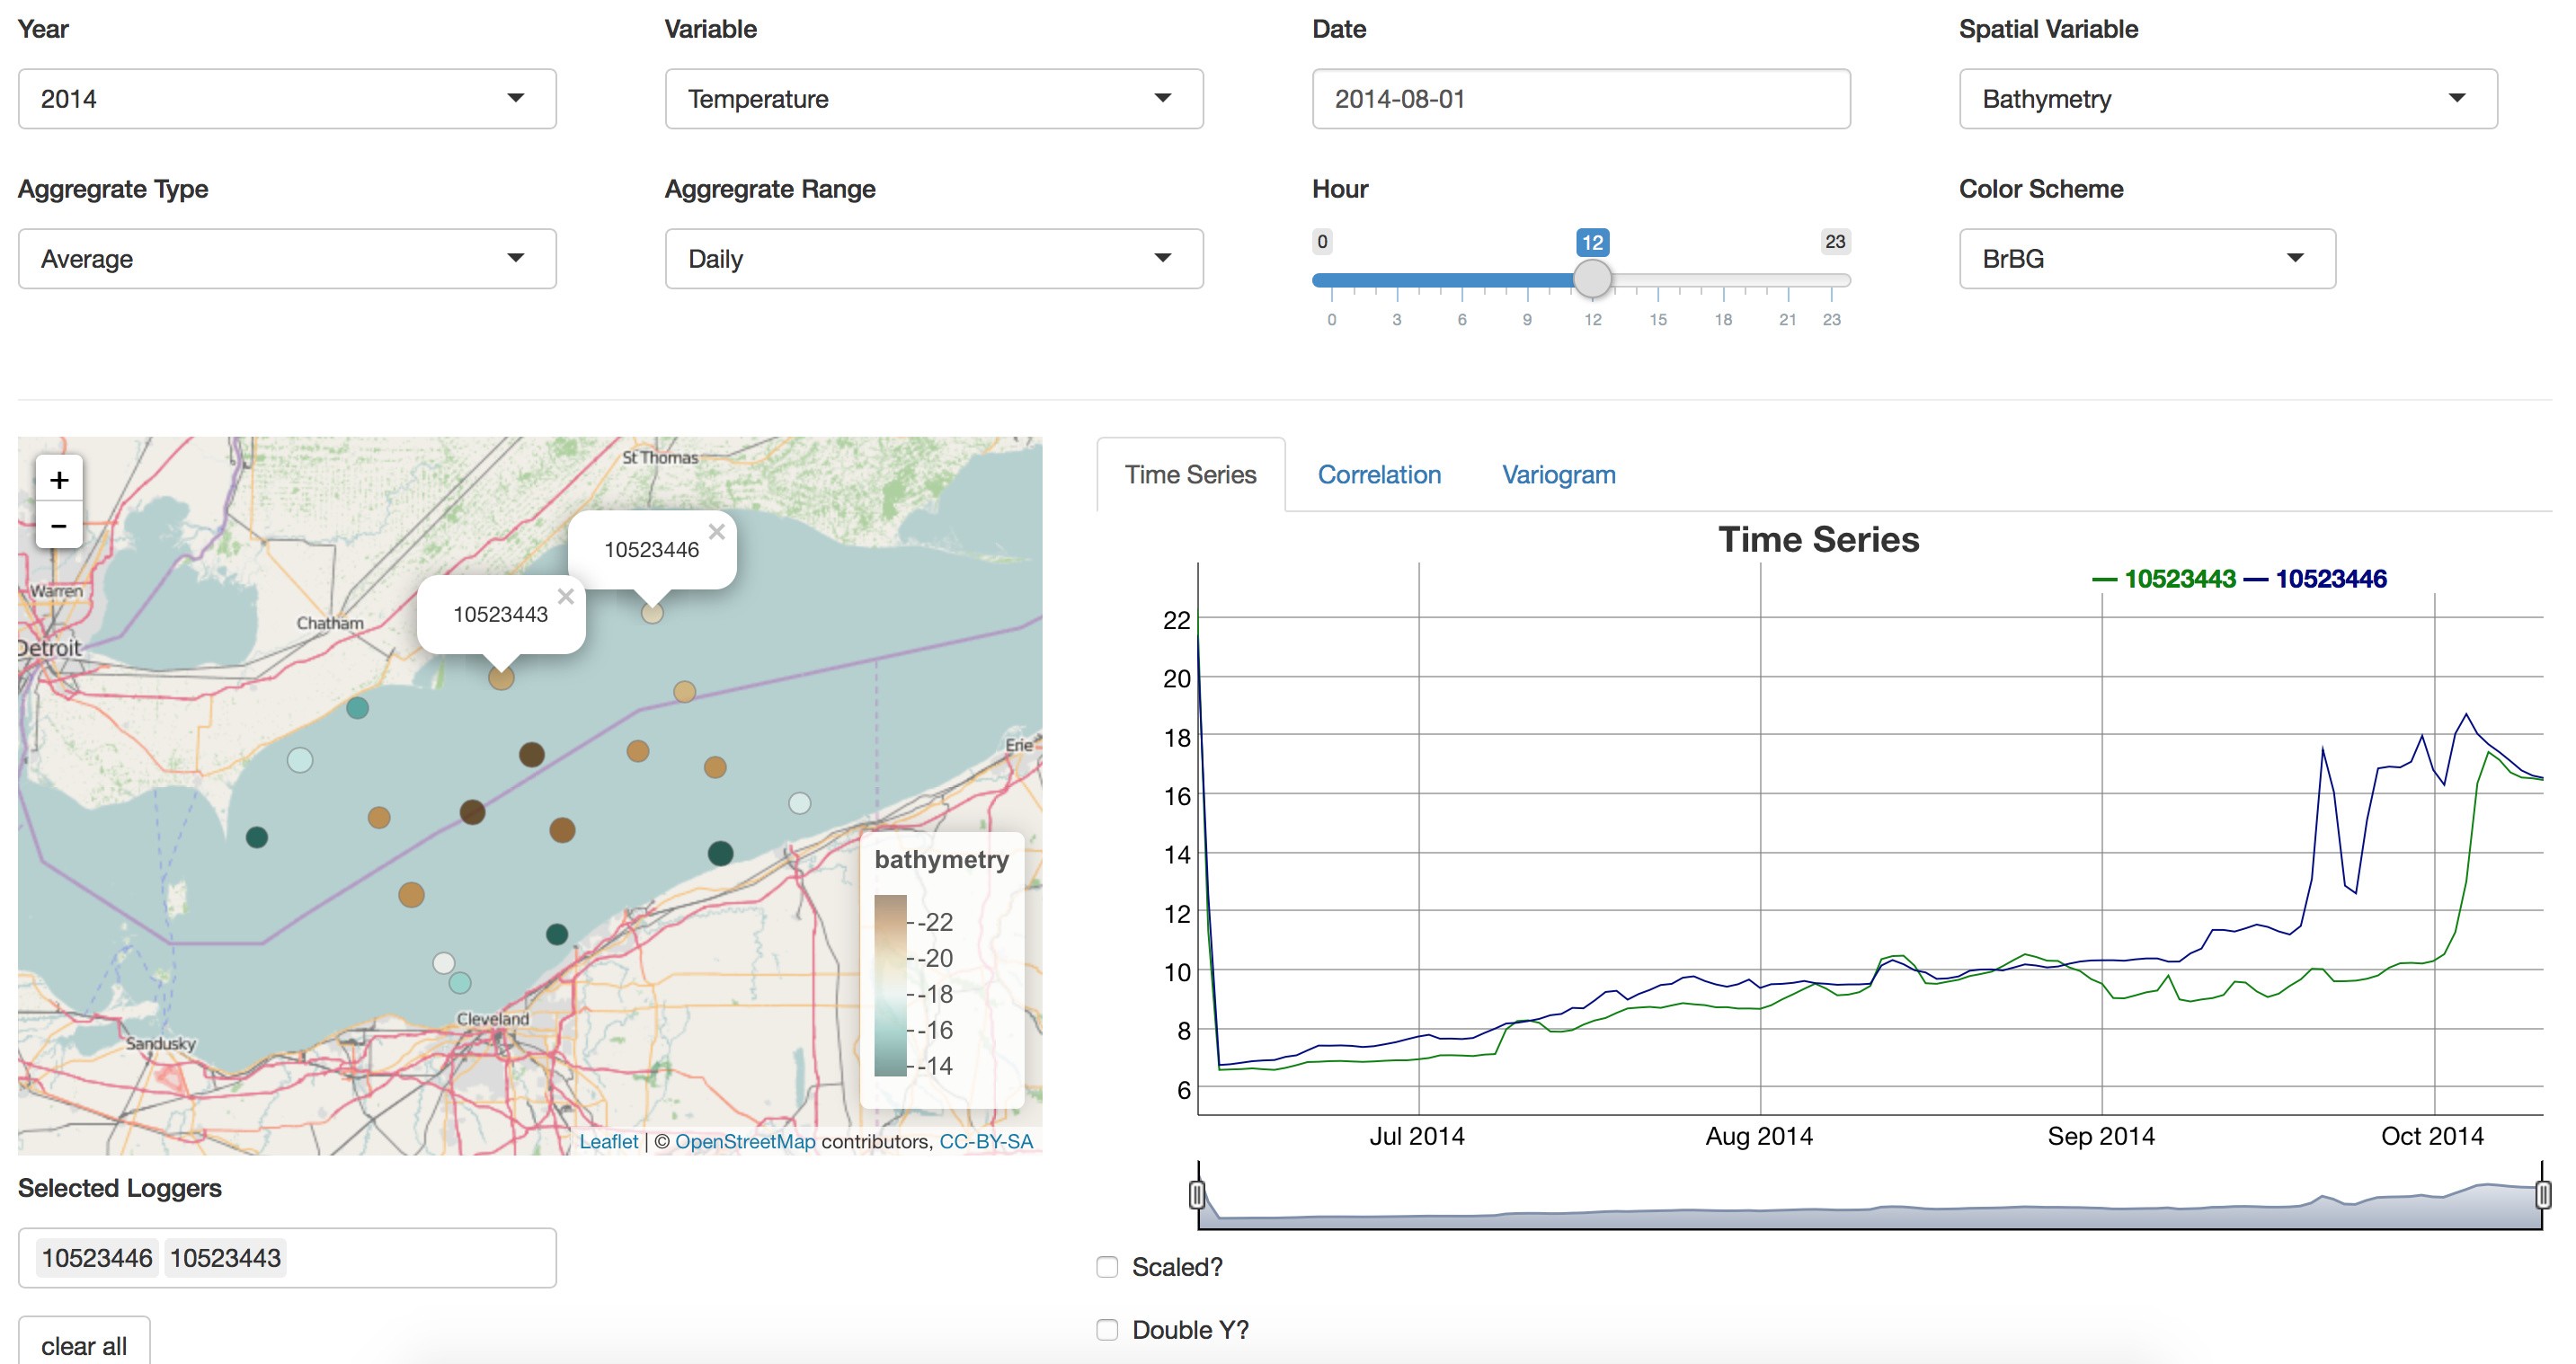 Year
Variable
Date
Spatial Variable
2014
Temperature
2014-08-01
Bathymetry
Aggregrate Type
Aggregrate Range
Hour
Color Scheme
Average
Daily
0
12
23
BrBG
0 3 6 9 12 15 18 21 23
+
−
St Thomas
10523446 ×
10523443 ×
Warren
Chatham
Detroit
Erie
Cleveland
Sandusky
bathymetry
-22
-20
-18
-16
-14
Leaflet | © OpenStreetMap contributors, CC-BY-SA
Time Series
Correlation
Variogram
Time Series
10523443 10523446
22
20
18
16
14
12
10
8
6
Jul 2014
Aug 2014
Sep 2014
Oct 2014
Selected Loggers
10523446 10523443
clear all
Scaled?
Double Y?